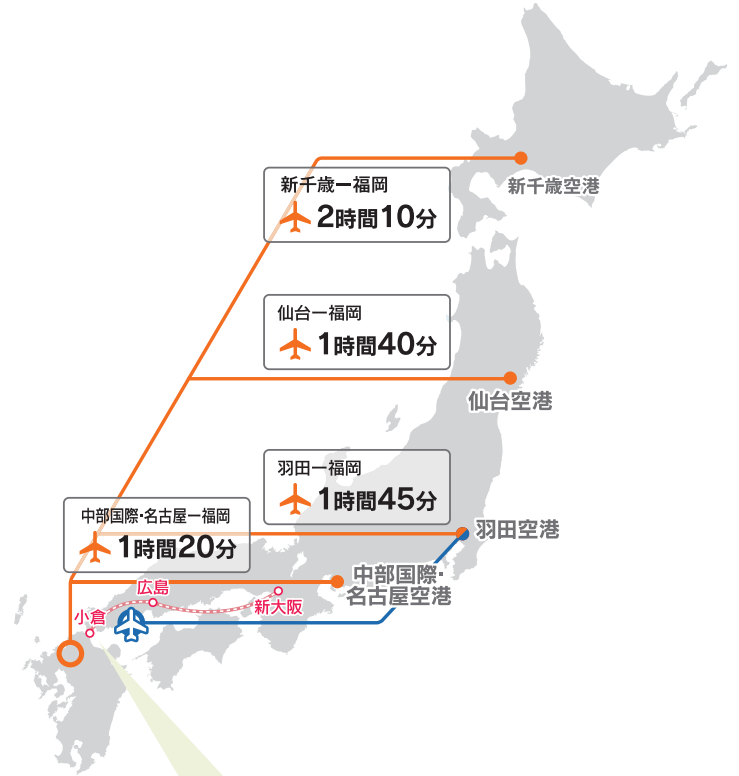 新千歳ー福岡
2時間10分
新千歳空港
仙台ー福岡
1時間40分
仙台空港
羽田ー福岡
1時間45分
羽田空港
中部国際・名古屋ー福岡
1時間20分
中部国際・
名古屋空港
広島
新大阪
小倉